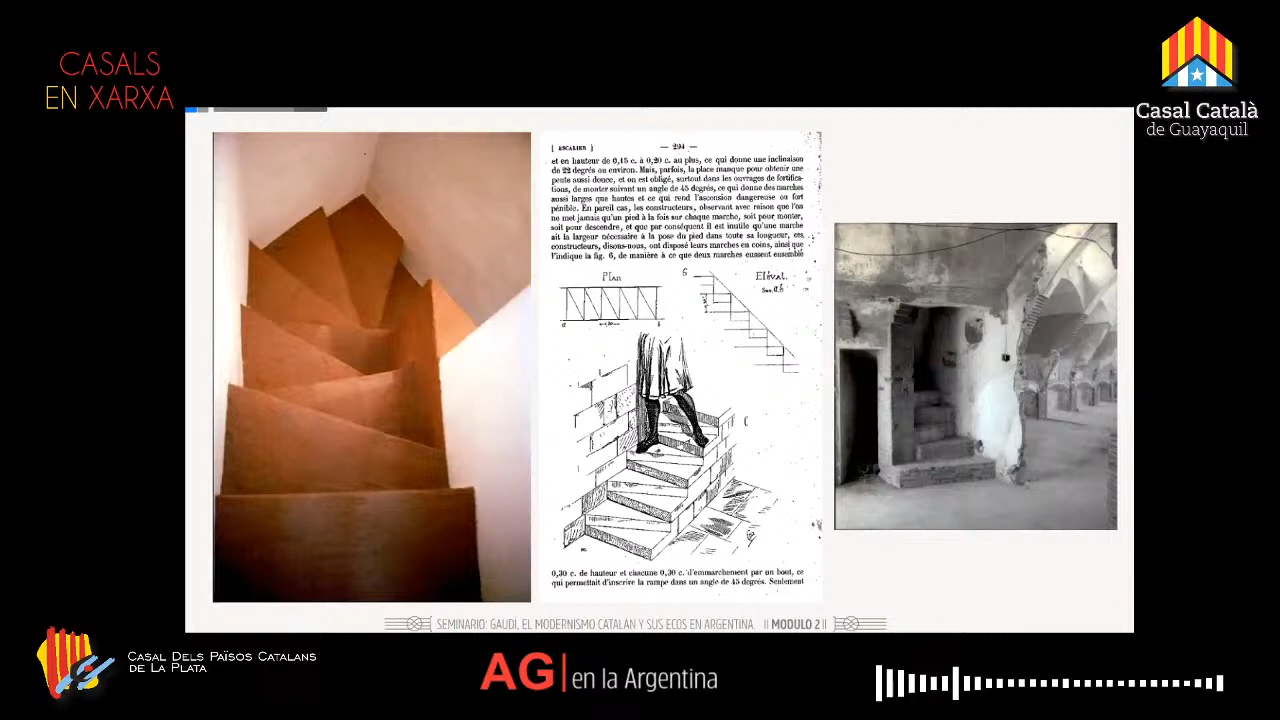 CASALS
EN XARXA
Casal Català
de Guayaquil
[ ESCALIER ]
— 294 —
et en hauteur de 0,15 c. à 0,20 c. au plus, ce qui donne une inclinaison
de 22 degrés ou environ. Mais, parfois, la place manque pour obtenir une
pente aussi douce, et on est obligé, surtout dans les ouvrages de fortifica-
tions, de monter suivant un angle de 45 degrés, ce qui donne des marches
aussi larges que hautes et ce qui rend l'ascension dangereuse ou fort
pénible. En pareil cas, les constructeurs, observant avec raison que l'on
ne met jamais qu'un pied à la fois sur chaque marche, soit pour monter,
soit pour descendre, et que par conséquent il est inutile qu'une marche
ait la largeur nécessaire à la pose du pied dans toute sa longueur, ces
constructeurs, disons-nous, ont disposé leurs marches en coins, ainsi que
l'indique la fig. 6, de manière à ce que deux marches eussent ensemble
Plan
6
Elévat.
a
b
C
0,30 c. de hauteur et chacune 0,30 c. d'emmarchement par un bout, ce
qui permettait d'inscrire la rampe dans un angle de 45 degrés. Seulement
SEMINARIO: GAUDÍ, EL MODERNISMO CATALÁN Y SUS ECOS EN ARGENTINA. || MODULO 2 ||
CASAL DELS PAÏSOS CATALANS
DE LA PLATA
AG | en la Argentina